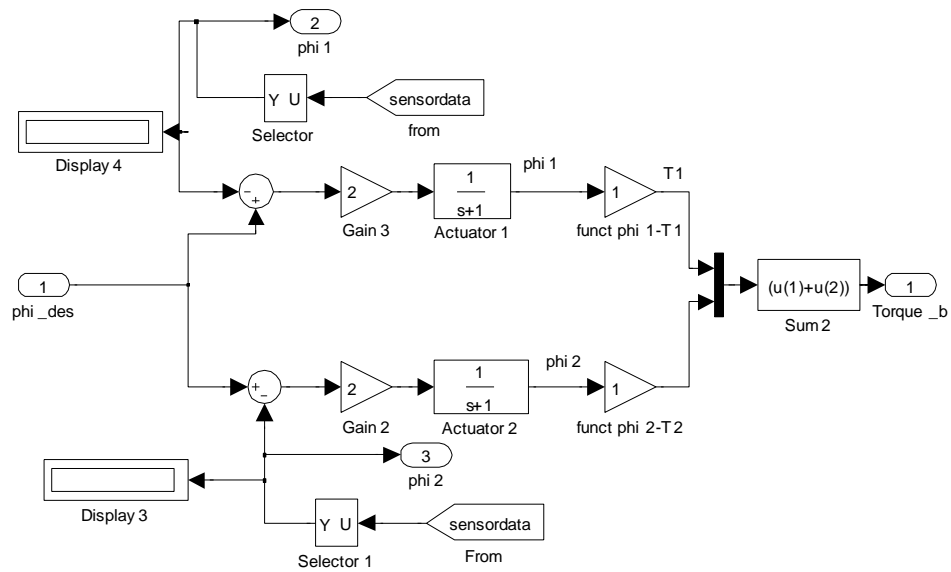 2
phi 1
Y U
sensordata
Selector
from
Display 4
phi 1
T1
−
+
2
1
s+1
1
Gain 3
Actuator 1
funct phi 1-T1
1
phi _des
(u(1)+u(2))
1
Sum 2
Torque _b
phi 2
+
−
2
1
s+1
1
Gain 2
Actuator 2
funct phi 2-T2
3
phi 2
Display 3
Y U
sensordata
Selector 1
From